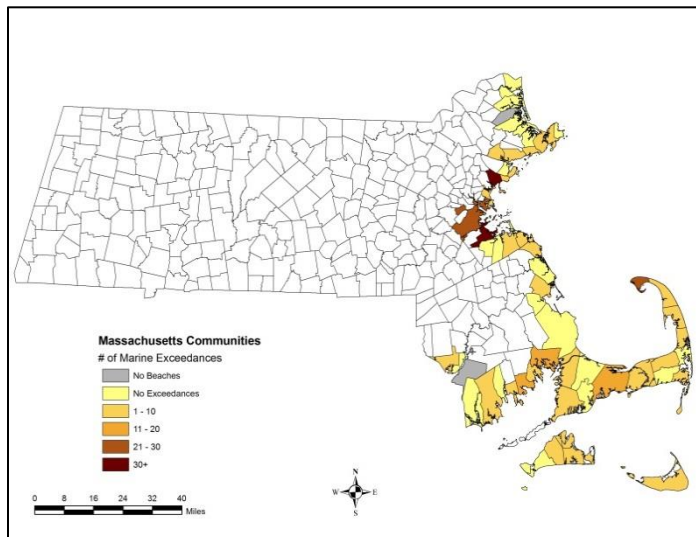 Massachusetts Communities
# of Marine Exceedances
No Beaches
No Exceedances
1 - 10
11 - 20
21 - 30
30+
N
W E
S
0 8 16 24 32 40
Miles